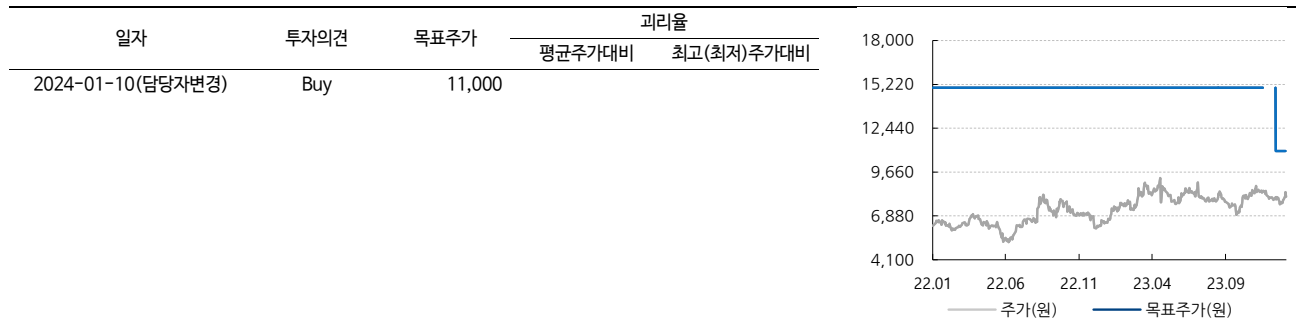 일자 투자의견 목표주가 괴리율
평균주가대비 최고(최저)주가대비
2024-01-10(담당자변경) Buy 11,000
18,000
15,220
12,440
9,660
6,880
4,100
22.01 22.06 22.11 23.04 23.09
주가(원) 목표주가(원)